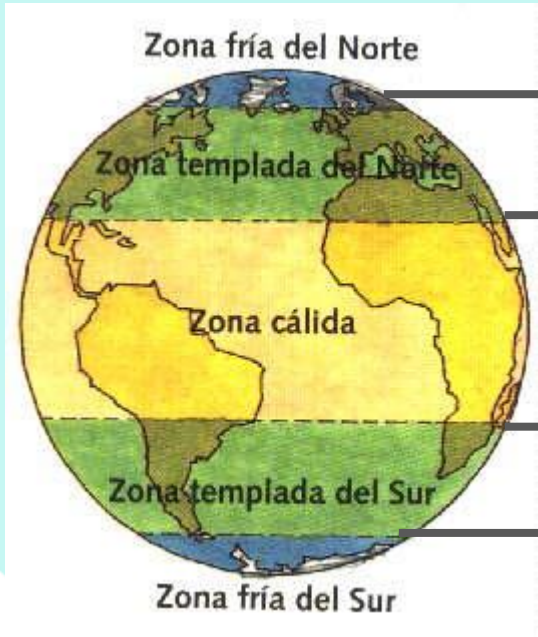 Zona fría del Norte
Zona templada del Norte
Zona cálida
Zona templada del Sur
Zona fría del Sur